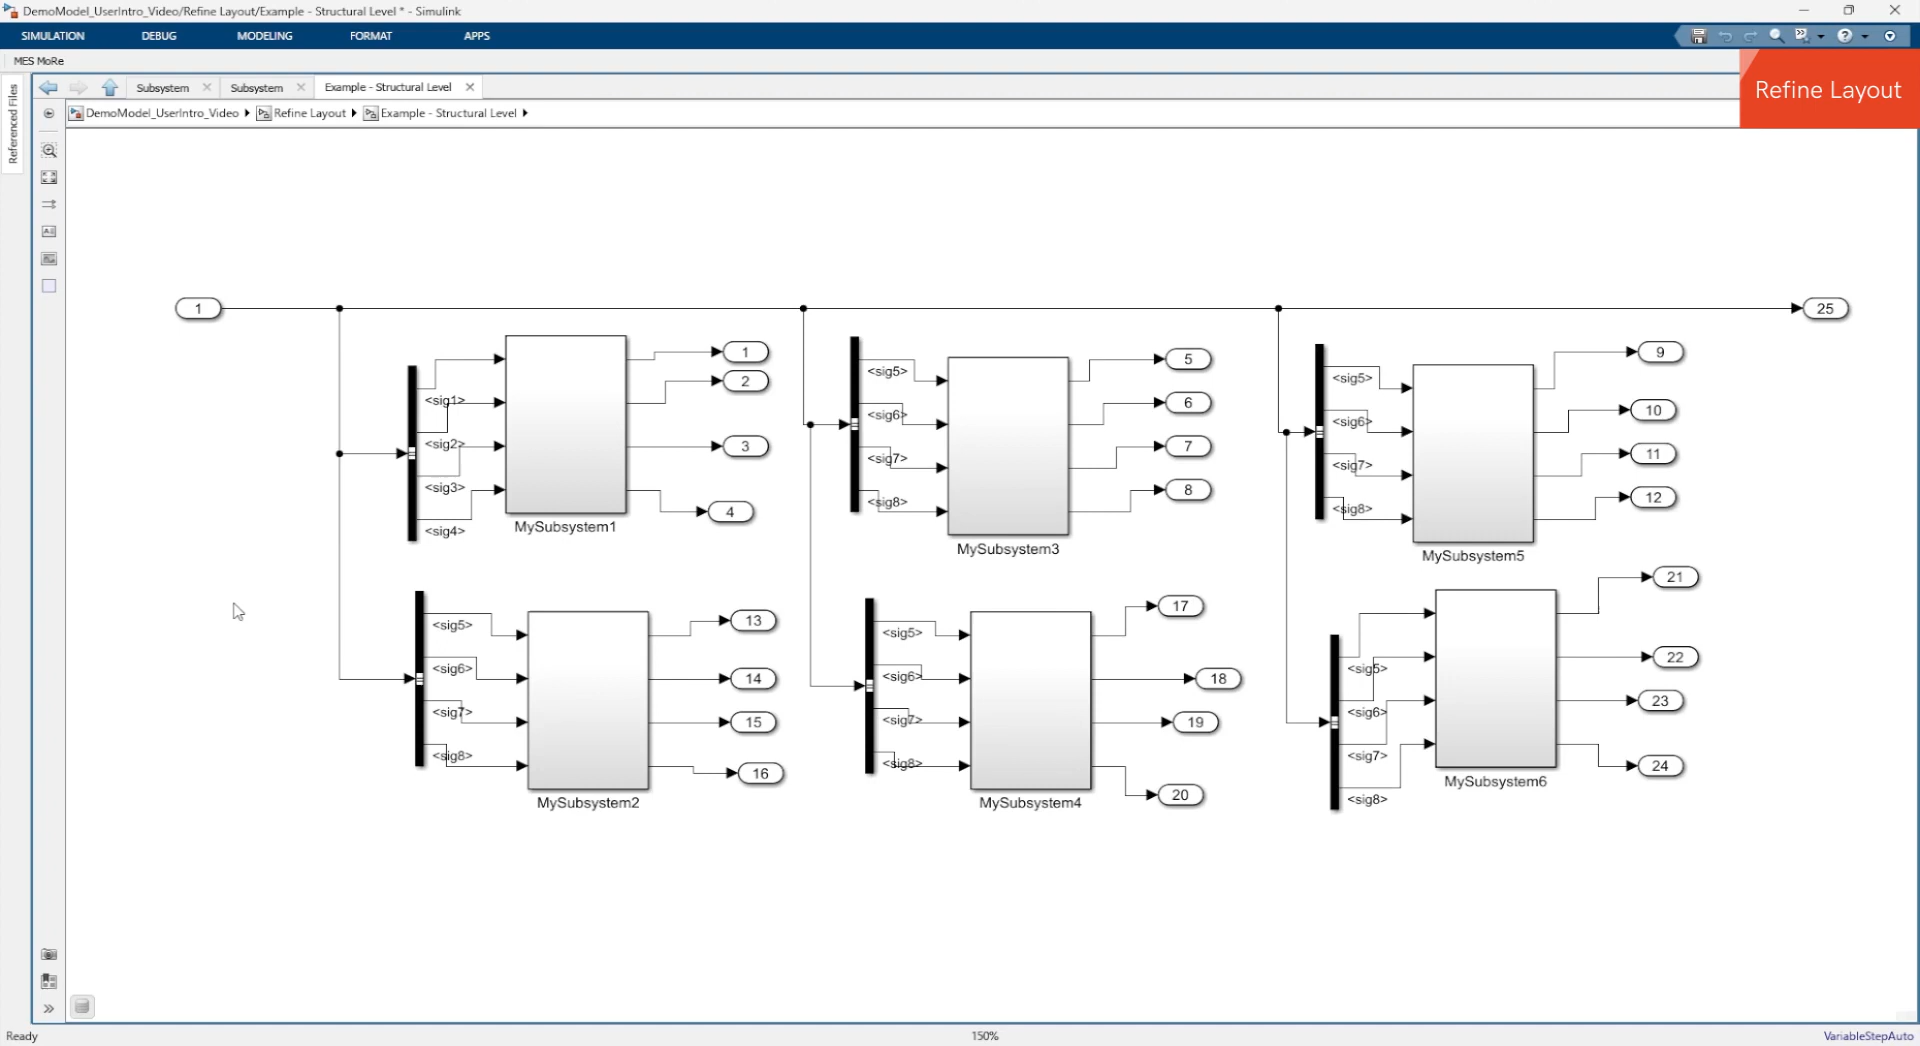 DemoModel_UserIntro_Video/Refine Layout/Example - Structural Level * - Simulink
SIMULATION DEBUG MODELING FORMAT APPS
MES MoRe
Refine Layout
Referenced Files
Subsystem Subsystem Example - Structural Level
DemoModel_UserIntro_Video Refine Layout Example - Structural Level
1
25
<sig1>
<sig2>
<sig3>
<sig4>
MySubsystem1
1
2
3
4
<sig5>
<sig6>
<sig7>
<sig8>
MySubsystem3
5
6
7
8
<sig5>
<sig6>
<sig7>
<sig8>
MySubsystem5
9
10
11
12
<sig5>
<sig6>
<sig7>
<sig8>
MySubsystem2
13
14
15
16
<sig5>
<sig6>
<sig7>
<sig8>
MySubsystem4
17
18
19
20
<sig5>
<sig6>
<sig7>
<sig8>
MySubsystem6
21
22
23
24
Ready 150% VariableStepAuto